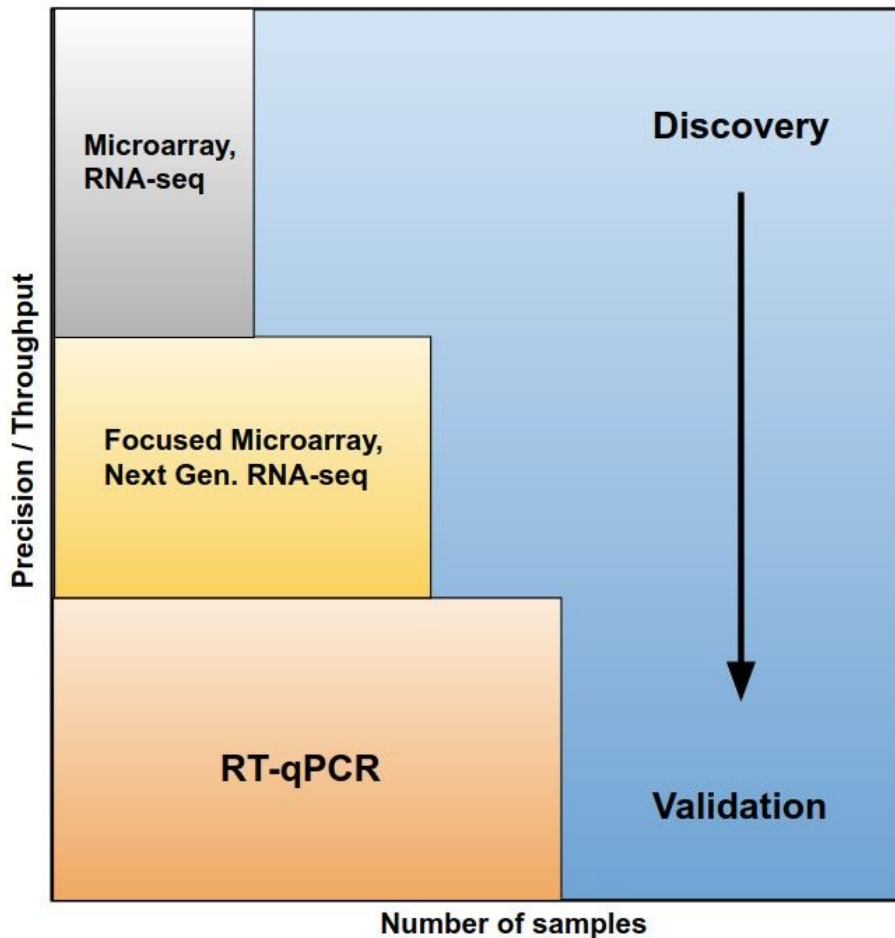 Microarray,
RNA-seq
Discovery
Precision / Throughput
Focused Microarray,
Next Gen. RNA-seq
RT-qPCR
Validation
Number of samples